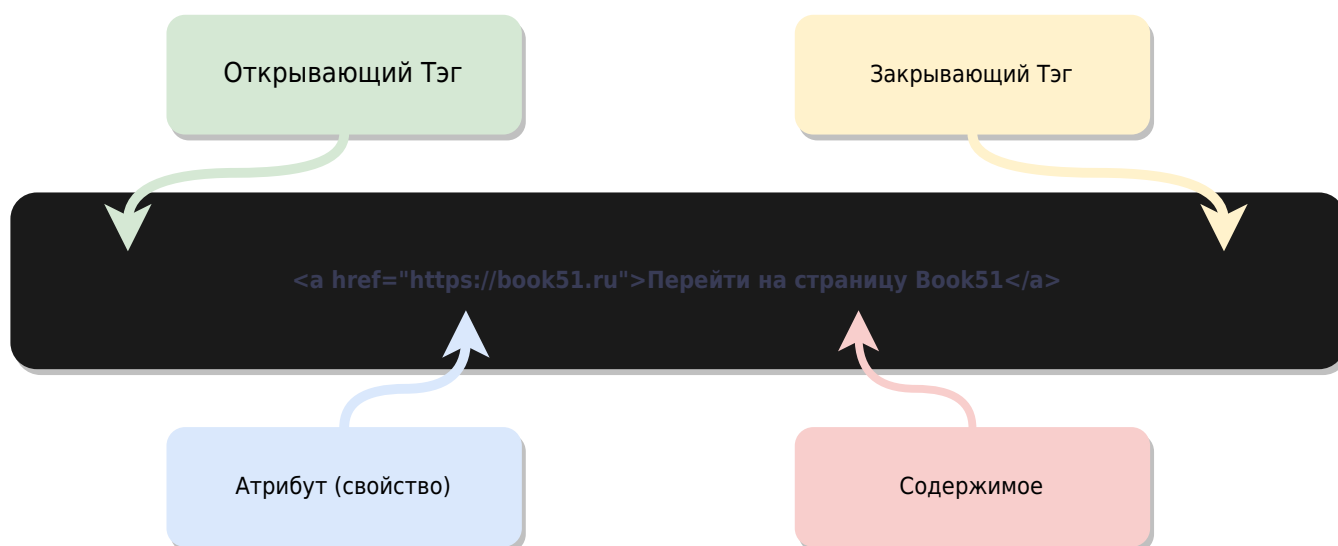 Открывающий Тэг
Закрывающий Тэг
<a href="https://book51.ru">Перейти на страницу Book51</a>
Атрибут (свойство)
Содержимое